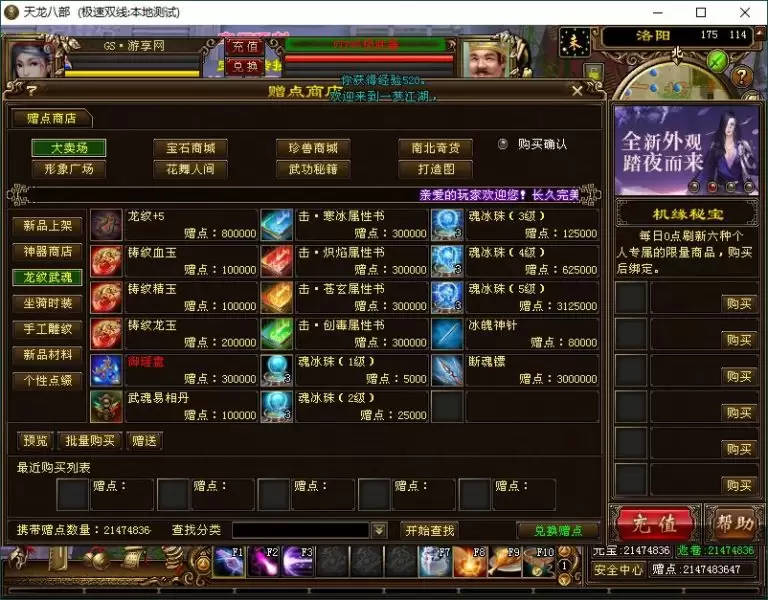 天龙八部 (极速双线:本地测试)
GS·游享网
充值
兑换
洛阳 175 114
北
你获得经验520。
欢迎来到一梦江湖，
赠点商店
赠点商店
大卖场
宝石商城
珍兽商城
南北奇货
购买确认
形象广场
花舞人间
武功秘籍
打造图
亲爱的玩家欢迎您！长久完美
新品上架
神器商店
龙纹武魂
坐骑时装
手工雕纹
新品材料
个性点缀
龙纹+5
赠点：800000
击·寒冰属性书
赠点：300000
魂冰珠（3级）
赠点：125000
铸纹血玉
赠点：100000
击·炽焰属性书
赠点：300000
魂冰珠（4级）
赠点：625000
铸纹精玉
赠点：100000
击·苍玄属性书
赠点：300000
魂冰珠（5级）
赠点：3125000
铸纹龙玉
赠点：200000
击·创毒属性书
赠点：300000
冰魄神针
赠点：80000
御瑶盘
赠点：300000
魂冰珠（1级）
赠点：5000
断魂镖
赠点：3000000
武魂易相丹
赠点：100000
魂冰珠（2级）
赠点：25000
预览
批量购买
赠送
最近购买列表
赠点：
赠点：
赠点：
赠点：
赠点：
携带赠点数量：21474836
查找分类
开始查找
兑换赠点
全新外观
踏夜而来
机缘秘宝
每日0点刷新六种个
人专属的限量商品，购买
后绑定。
购买
购买
购买
购买
购买
购买
充值
帮助
元宝:21474836
安全中心
赠点:2147483647
F1
F2
F3
F7
F8
F9
F10
1